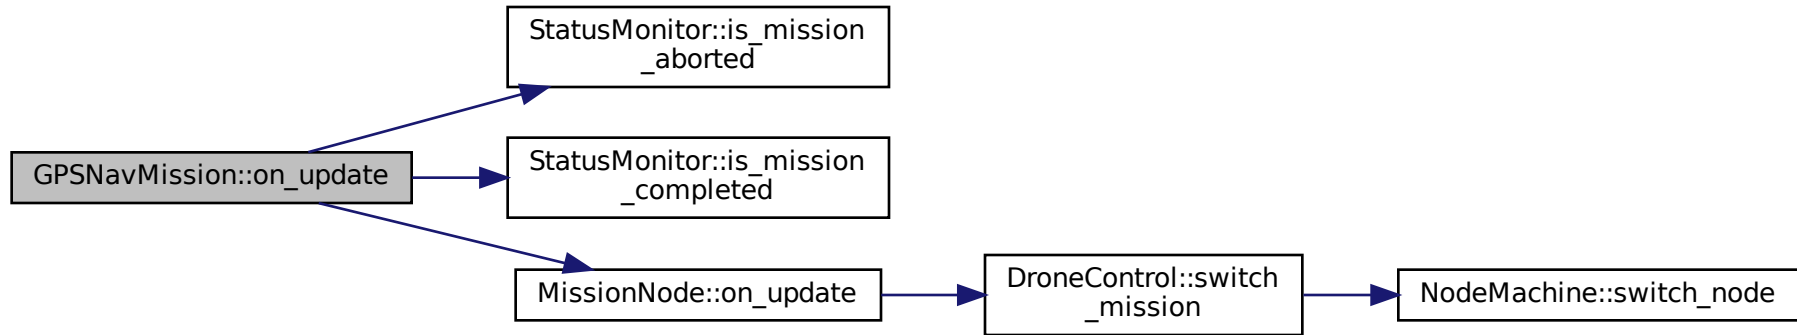 StatusMonitor::is_mission
_aborted
GPSNavMission::on_update
StatusMonitor::is_mission
_completed
MissionNode::on_update
DroneControl::switch
_mission
NodeMachine::switch_node